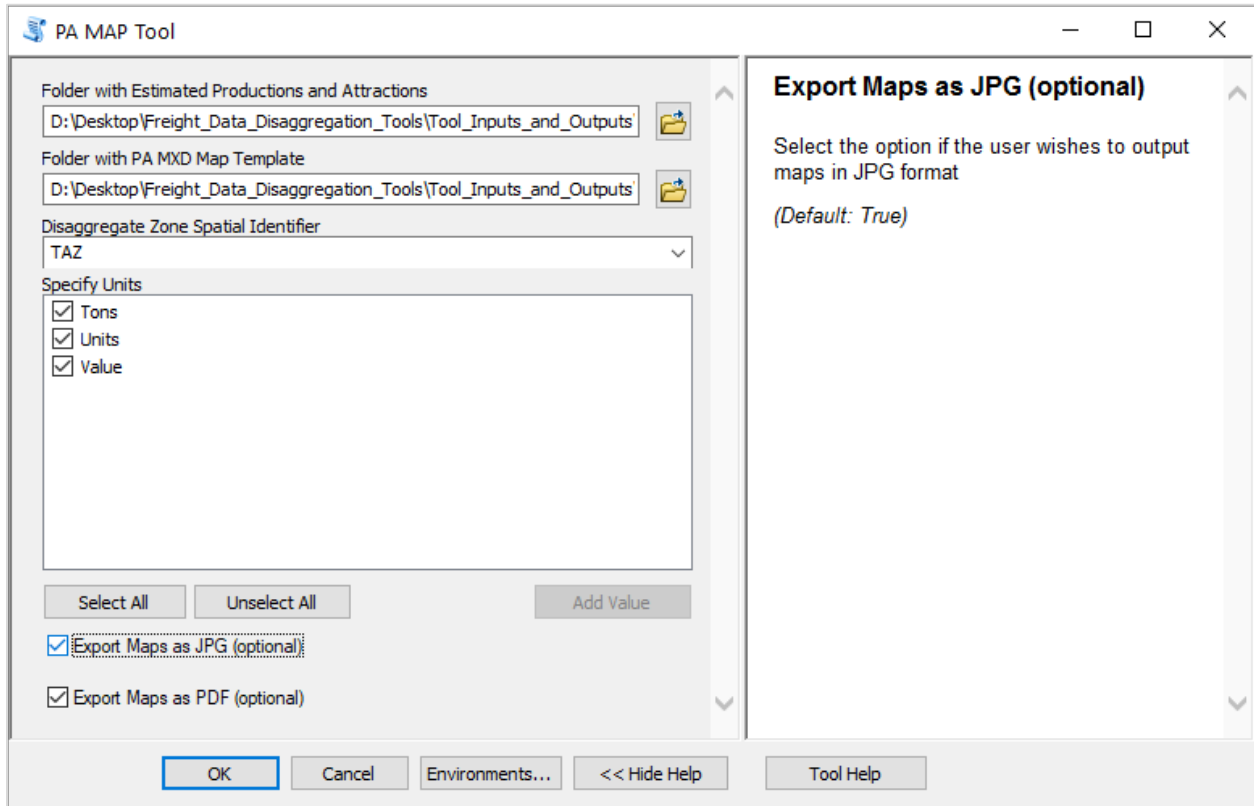 PA MAP Tool
Folder with Estimated Productions and Attractions
D:\Desktop\Freight_Data_Disaggregation_Tools\Tool_Inputs_and_Outputs\
Folder with PA MXD Map Template
D:\Desktop\Freight_Data_Disaggregation_Tools\Tool_Inputs_and_Outputs\
Disaggregate Zone Spatial Identifier
TAZ
Specify Units
Tons
Units
Value
Select All
Unselect All
Add Value
Export Maps as JPG (optional)
Export Maps as PDF (optional)
Export Maps as JPG (optional)
Select the option if the user wishes to output
maps in JPG format
(Default: True)
OK
Cancel
Environments...
<< Hide Help
Tool Help